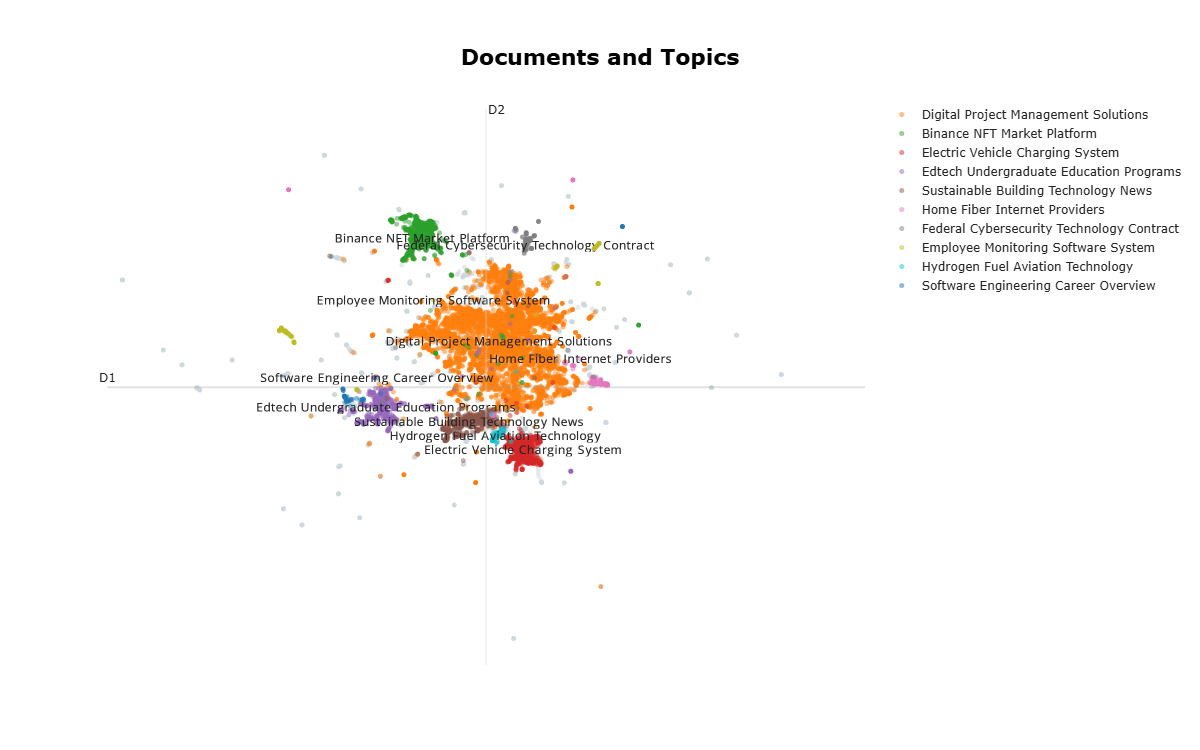 Documents and Topics
D2
Digital Project Management Solutions
Binance NFT Market Platform
Electric Vehicle Charging System
Edtech Undergraduate Education Programs
Sustainable Building Technology News
Home Fiber Internet Providers
Federal Cybersecurity Technology Contract
Employee Monitoring Software System
Hydrogen Fuel Aviation Technology
Software Engineering Career Overview
Binance NFT Market Platform
Federal Cybersecurity Technology Contract
Employee Monitoring Software System
Digital Project Management Solutions
Home Fiber Internet Providers
D1
Software Engineering Career Overview
Edtech Undergraduate Education Programs
Sustainable Building Technology News
Hydrogen Fuel Aviation Technology
Electric Vehicle Charging System